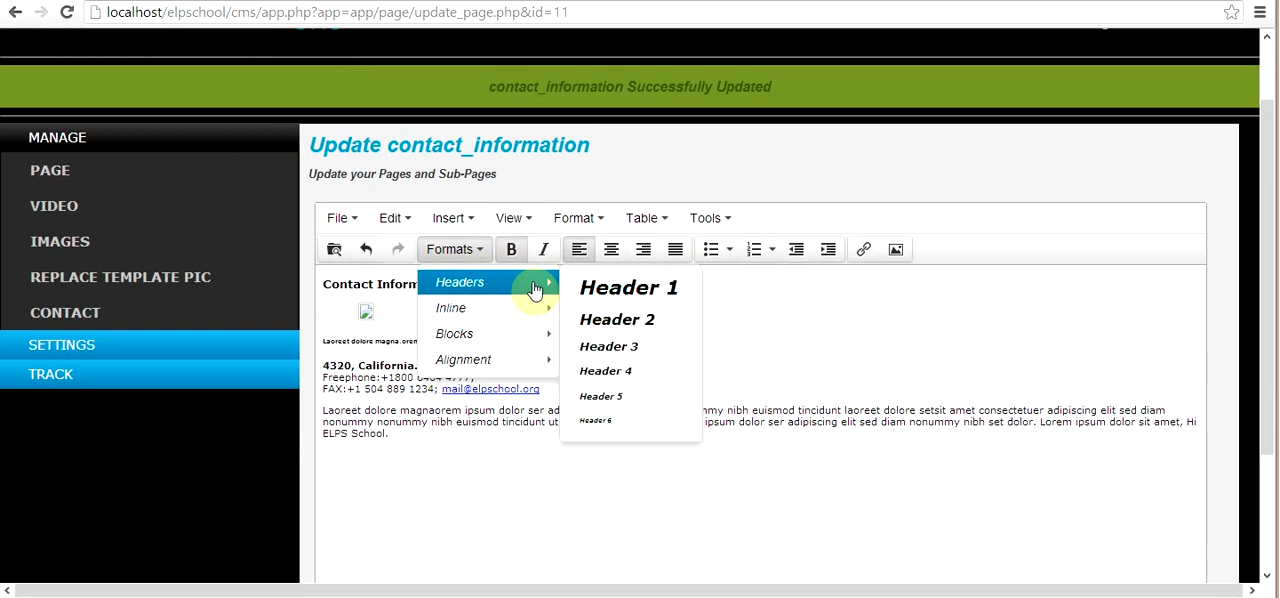 localhost/elpschool/cms/app.php?app=app/page/update_page.php&id=11
contact_information Successfully Updated
MANAGE
PAGE
VIDEO
IMAGES
REPLACE TEMPLATE PIC
CONTACT
SETTINGS
TRACK
Update contact_information
Update your Pages and Sub-Pages
File Edit Insert View Format Table Tools
Formats B I
Headers
Inline
Blocks
Alignment
Header 1
Header 2
Header 3
Header 4
Header 5
Header 6
Contact Inform
Laoreet dolore magna.
4320, California.
Freephone:+1800
FAX:+1 504 889 1234; mail@elpschool.org
Laoreet dolore magnaorem ipsum dolor ser ad mmy nibh euismod tincidunt laoreet dolore setsit amet consectetuer adipiscing elit sed diam
nonummy nonummy nibh euismod tincidunt ut ipsum dolor ser adipiscing elit sed diam nonummy nibh set dolor. Lorem ipsum dolor sit amet, Hi
ELPS School.